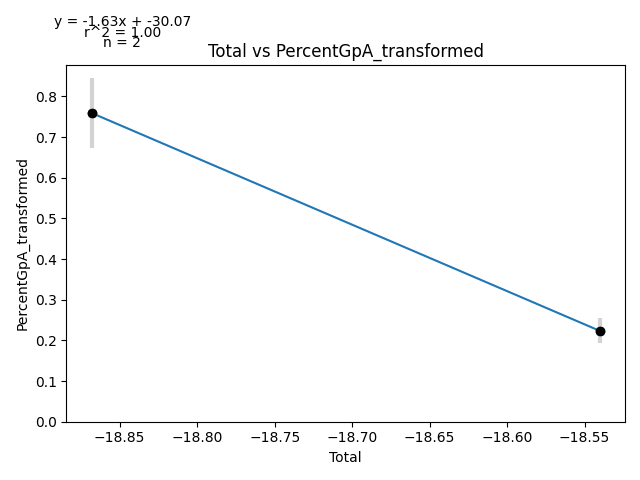 y = -1.63x + -30.07
r^2 = 1.00
n = 2
Total vs PercentGpA_transformed
PercentGpA_transformed
0.8
0.7
0.6
0.5
0.4
0.3
0.2
0.1
0.0
−18.85 −18.80 −18.75 −18.70 −18.65 −18.60 −18.55
Total